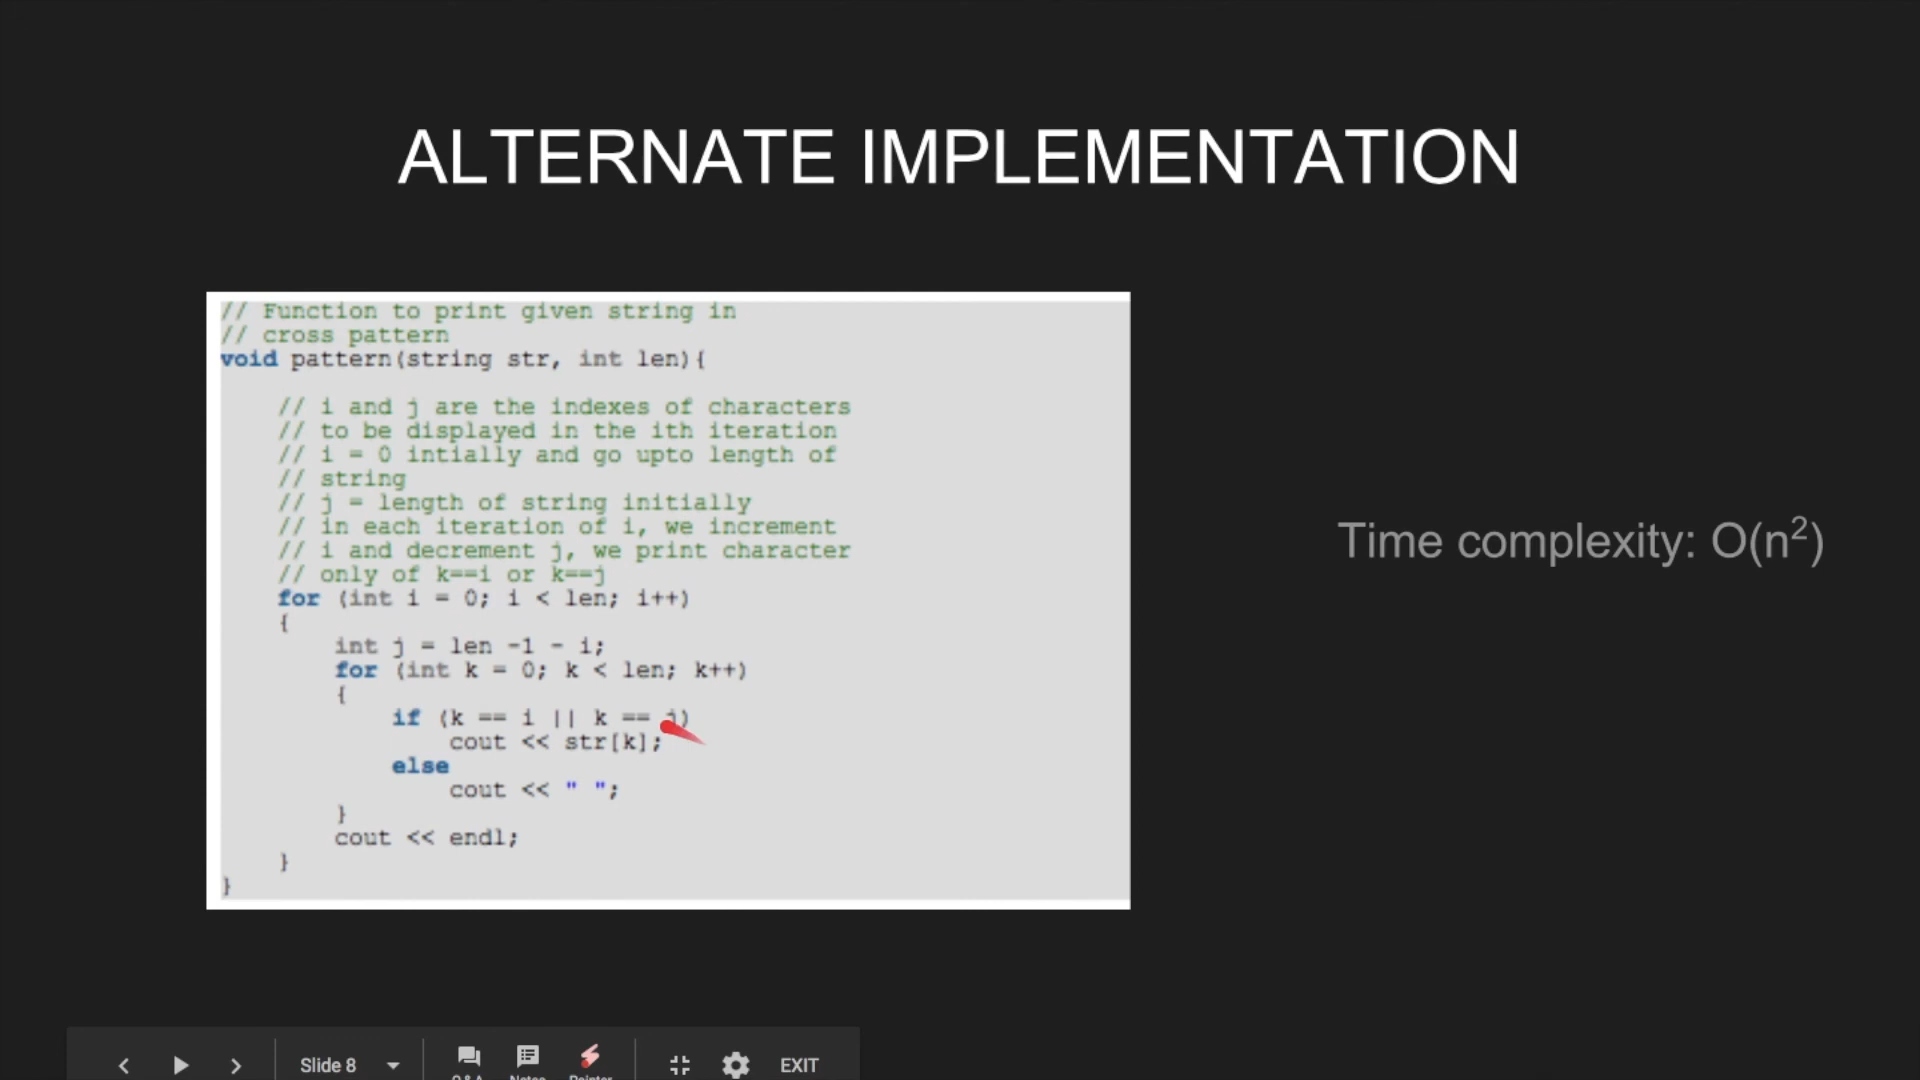 ALTERNATE IMPLEMENTATION
// Function to print given string in
// cross pattern
void pattern(string str, int len){
// i and j are the indexes of characters
// to be displayed in the ith iteration
// i = 0 intially and go upto length of
// string
// j = length of string initially
// in each iteration of i, we increment
// i and decrement j, we print character
// only of k==i or k==j
for (int i = 0; i < len; i++)
{
int j = len -1 - i;
for (int k = 0; k < len; k++)
{
if (k == i || k == j)
cout << str[k];
else
cout << " ";
}
cout << endl;
}
}
Time complexity: O(n²)
Slide 8
Q&A
Notes
Pointer
EXIT